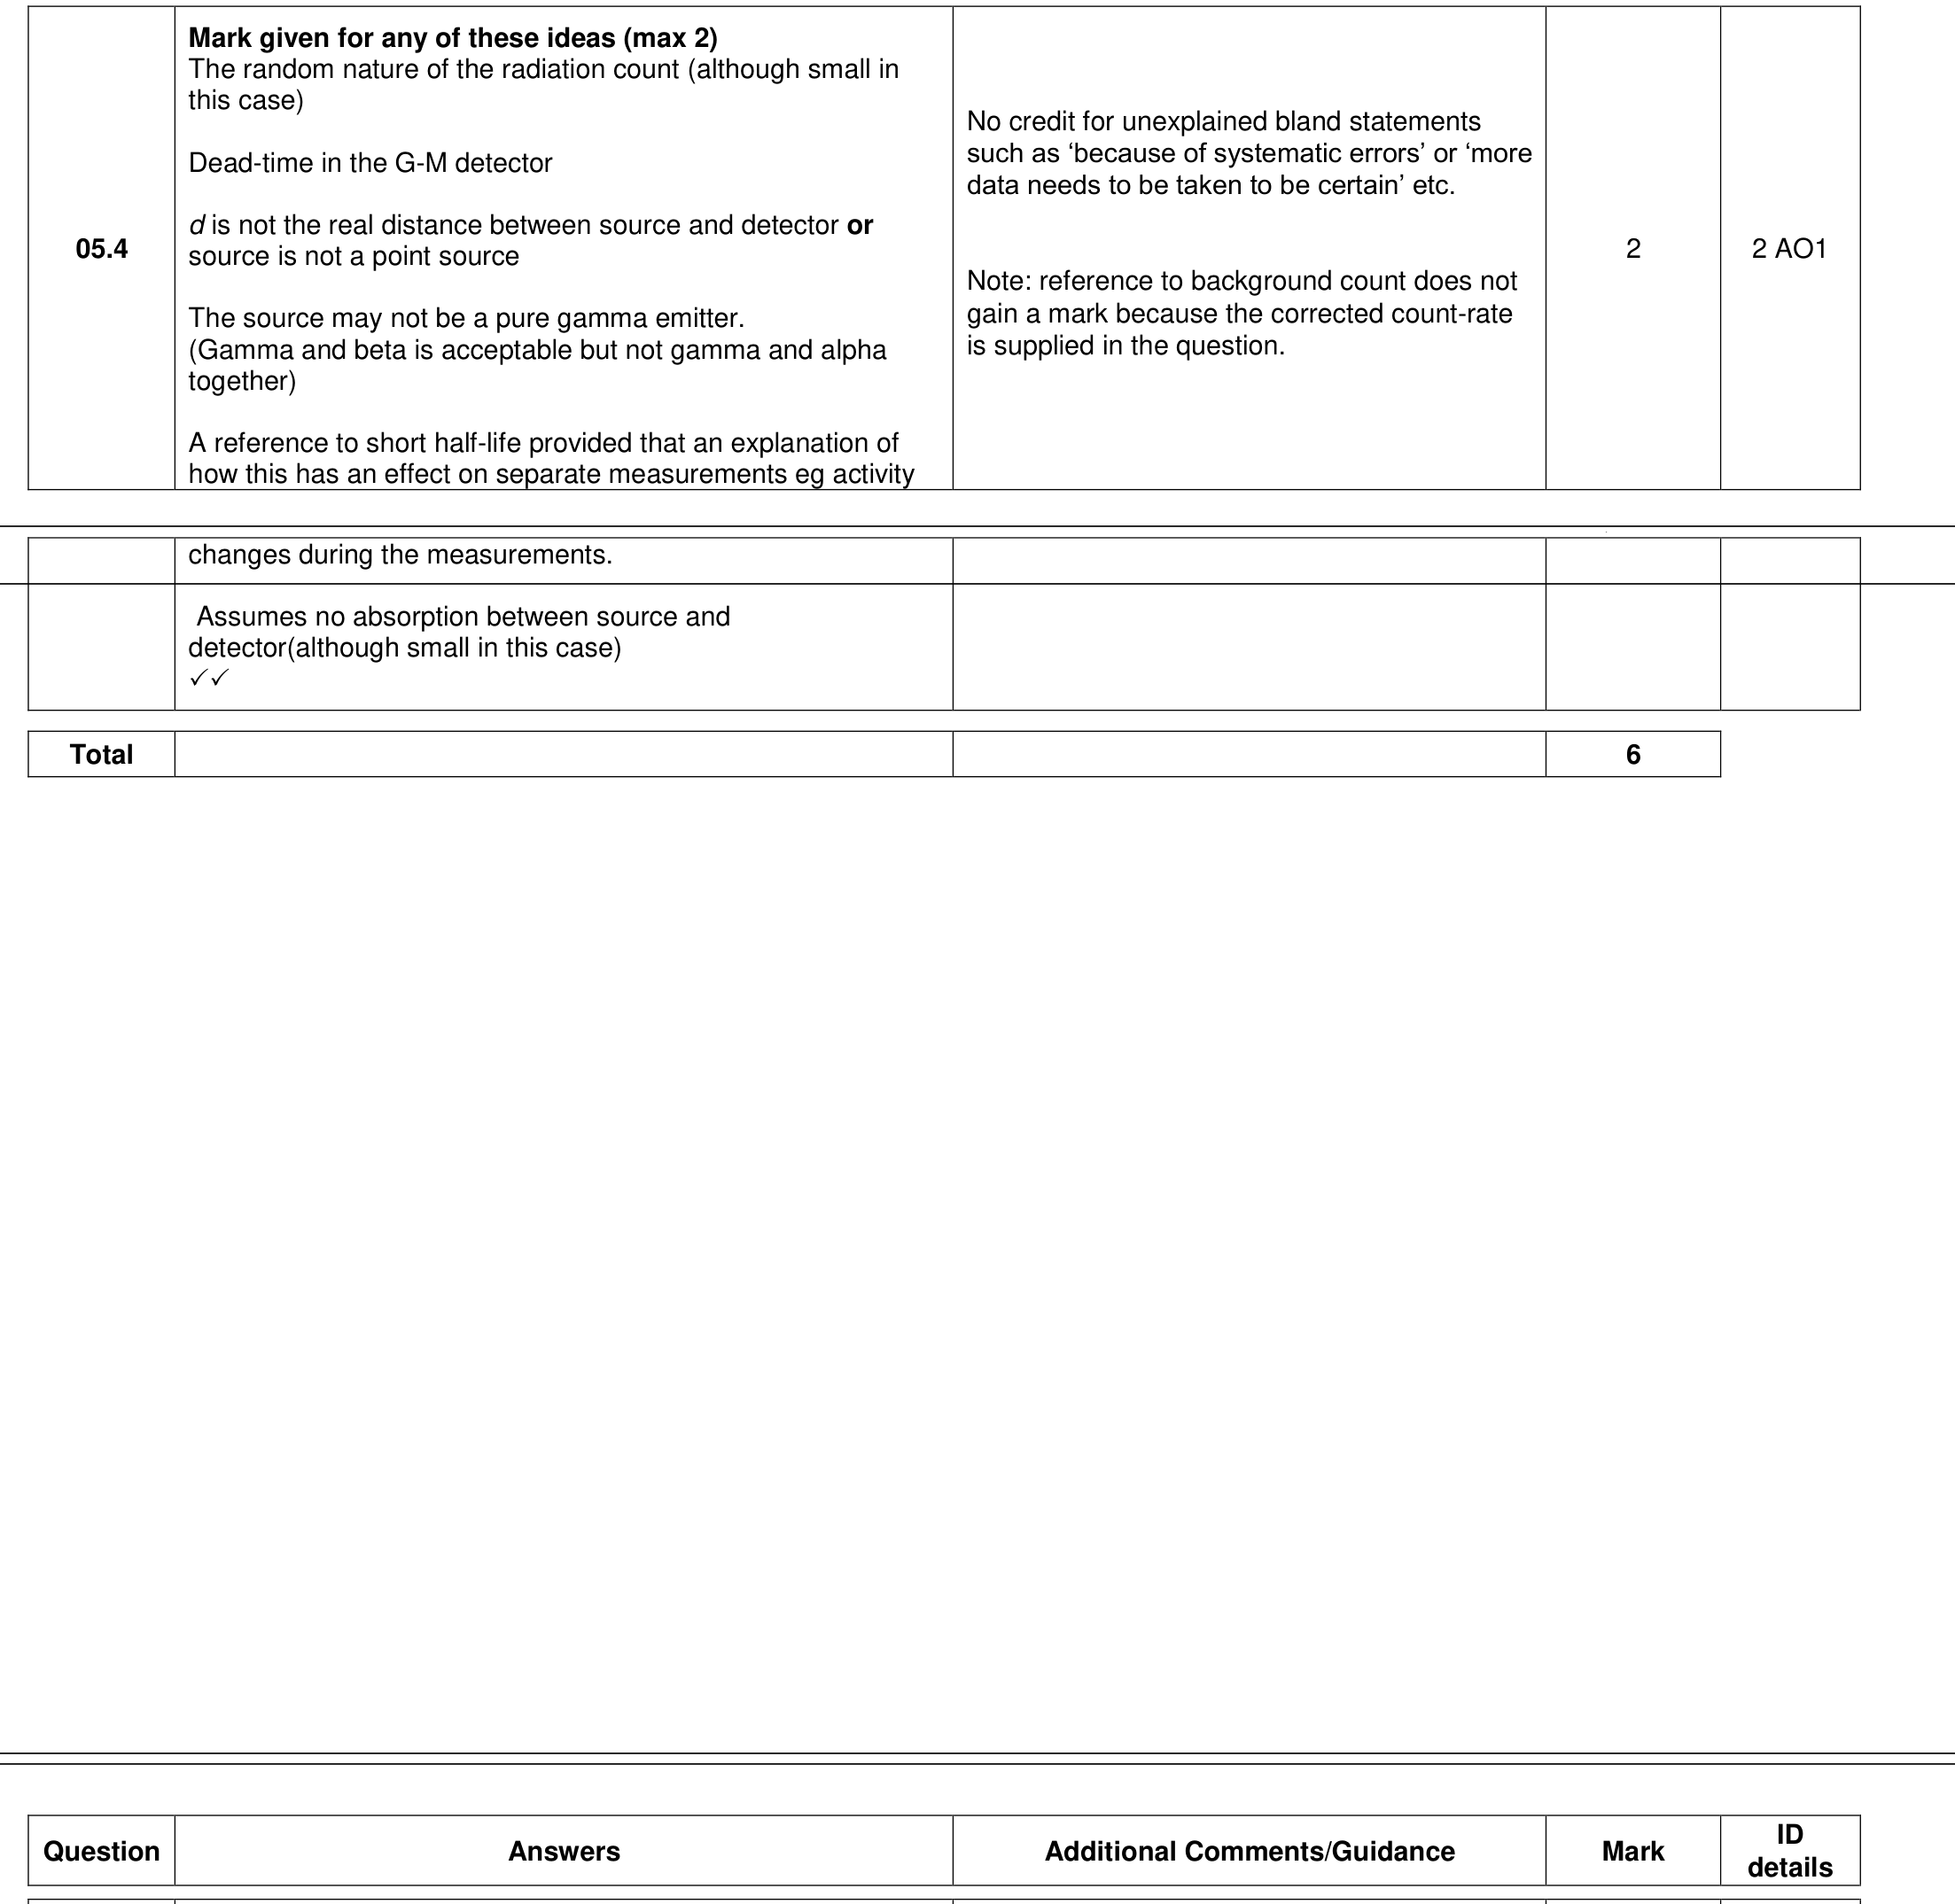 Mark given for any of these ideas (max 2)
The random nature of the radiation count (although small in
this case)
Dead-time in the G-M detector
d is not the real distance between source and detector or
source is not a point source
The source may not be a pure gamma emitter.
(Gamma and beta is acceptable but not gamma and alpha
together)
A reference to short half-life provided that an explanation of
how this has an effect on separate measurements eg activity
05.4
No credit for unexplained bland statements
such as ‘because of systematic errors’ or ‘more
data needs to be taken to be certain’ etc.
Note: reference to background count does not
gain a mark because the corrected count-rate
is supplied in the question.
2
2 AO1
changes during the measurements.
Assumes no absorption between source and
detector(although small in this case)
✓✓
Total
6
Question
Answers
Additional Comments/Guidance
Mark
ID
details